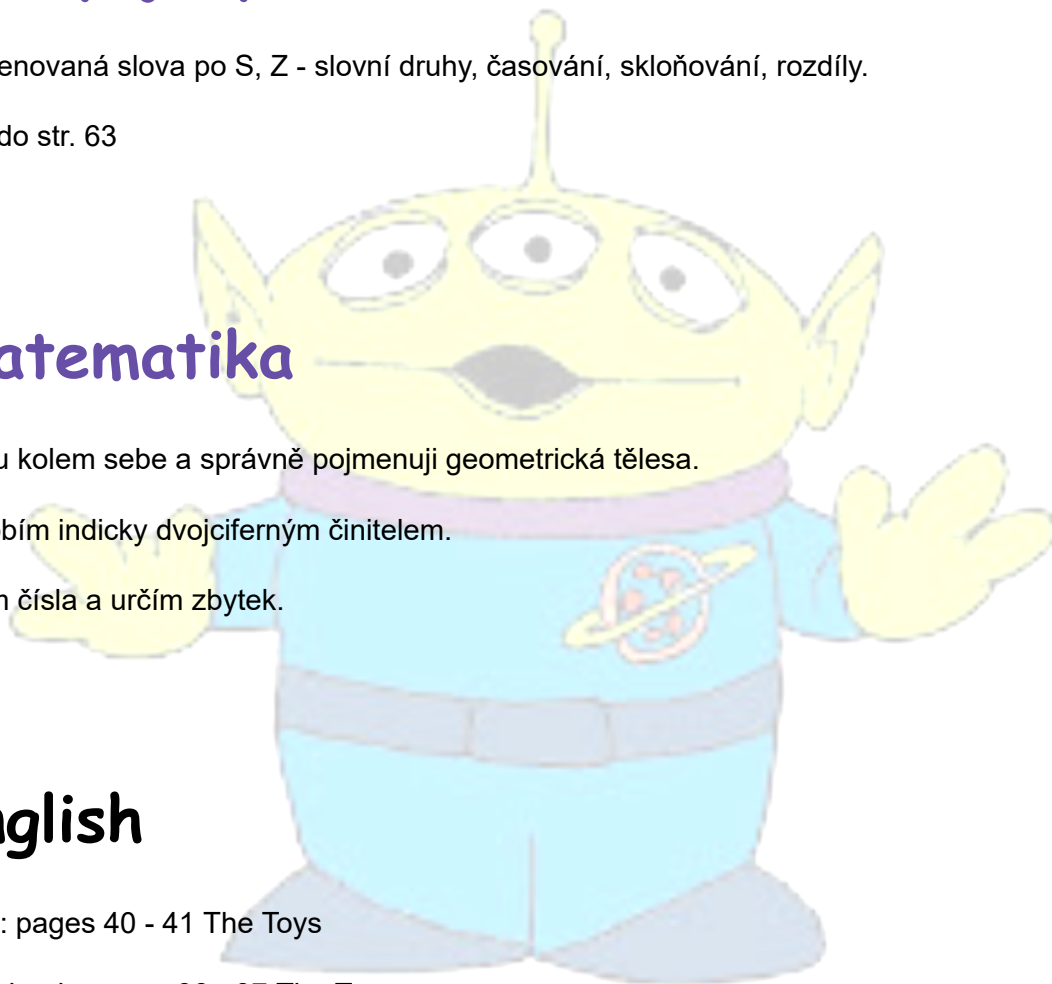 enovaná slova po S, Z - slovní druhy, časování, skloňování, rozdíly.
do str. 63
atematika
u kolem sebe a správně pojmenuji geometrická tělesa.
obím indicky dvojciferným činitelem.
m čísla a určím zbytek.
nglish
: pages 40 - 41 The Toys